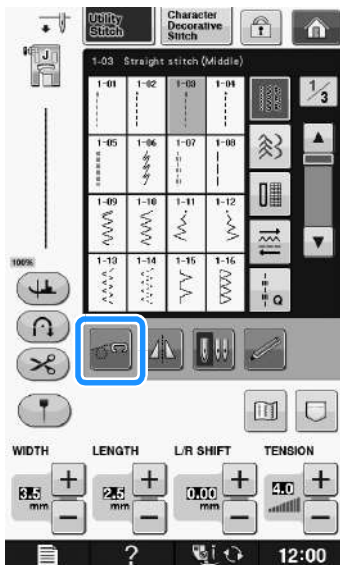 Utility
Stitch
Character
Decorative
Stitch
J
1-03 Straight stitch (Middle)
1-01 1-02 1-03 1-04
1/3
1-05 1-06 1-07 1-08
1-09 1-10 1-11 1-12
1-13 1-14 1-15 1-16
Q
100%
WIDTH LENGTH L/R SHIFT TENSION
3.5 mm + − 2.5 mm + − 0.00 mm + − 4.0 + −
? 12:00